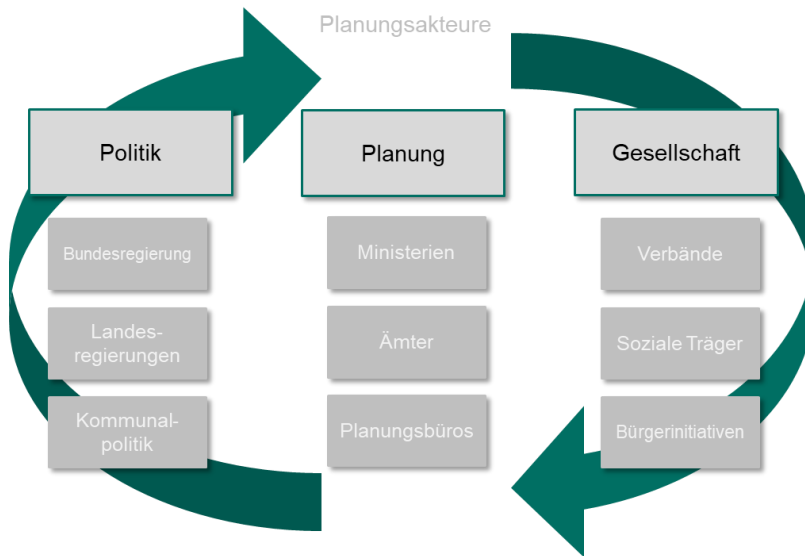 Planungsakteure
Politik
Planung
Gesellschaft
Bundesregierung
Ministerien
Verbände
Landes-
regierungen
Ämter
Soziale Träger
Kommunal-
politik
Planungsbüros
Bürgerinitiativen